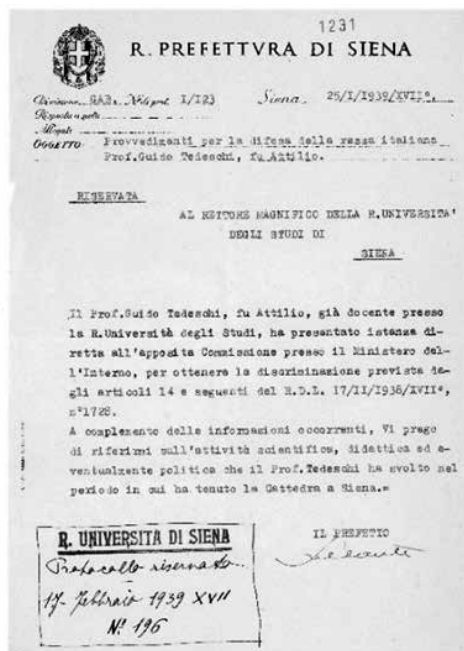 1231
R. PREFETTVRA DI SIENA
Divisione GAB. N° di prot. I/I23 Siena 25/I/I939/XVII°.
Risposta a nota
Allegati
OGGETTO Provvedimenti per la difesa della razza italiana
Prof.Guido Tedeschi, fu Attilio.
RISERVATA
AL RETTORE MAGNIFICO DELLA R.UNIVERSITA'
DEGLI STUDI DI
SIENA
Il Prof.Guido Tedeschi, fu Attilio, già docente presso
la R.Università degli Studi, ha presentato istanza di-
retta all'apposita Commissione presso il Ministero del-
l'Interno, per ottenere la discriminazione prevista da-
gli articoli 14 e seguenti del R.D.L. 17/II/1938/XVII°,
n°1728.
A complemento delle informazioni occorrenti, Vi prego
di riferirmi sull'attività scientifica, didattica ed e-
ventualmente politica che il Prof.Tedeschi ha svolto nel
periodo in cui ha tenuto la Cattedra a Siena.=
IL PREFETTO
R. UNIVERSITA DI SIENA
Protocollo riservato
17 febbraio 1939 XVII
N° 196